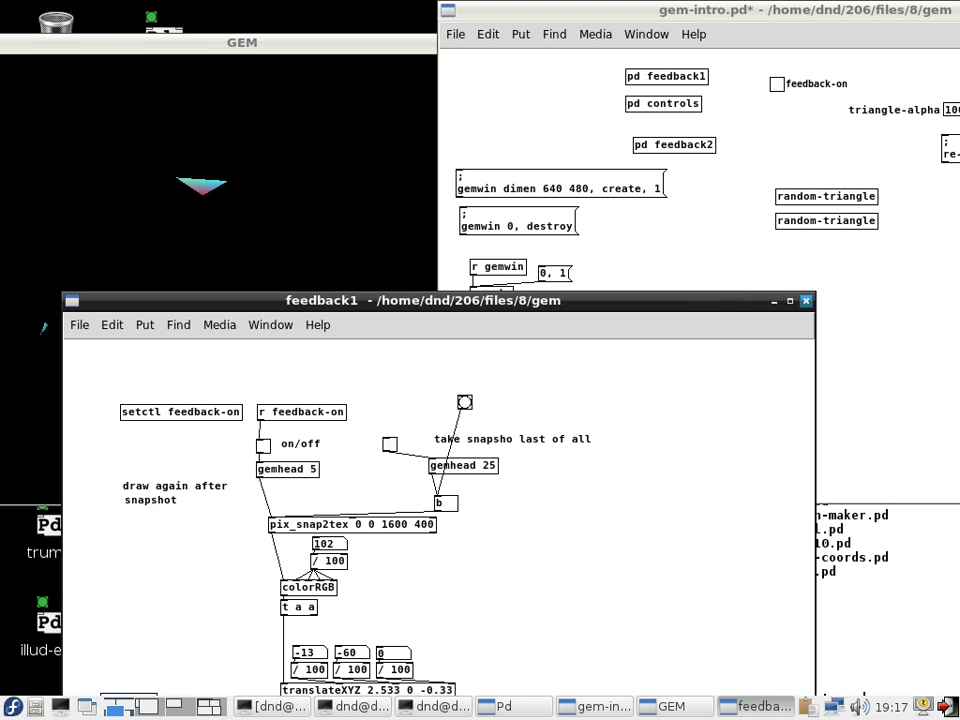 GEM
gem-intro.pd* - /home/dnd/206/files/8/gem
File Edit Put Find Media Window Help
pd feedback1
feedback-on
pd controls
triangle-alpha
pd feedback2
;
re-
;
gemwin dimen 640 480, create, 1
random-triangle
;
gemwin 0, destroy
random-triangle
r gemwin
0, 1
feedback1 - /home/dnd/206/files/8/gem
File Edit Put Find Media Window Help
setctl feedback-on
r feedback-on
on/off
take snapsho last of all
gemhead 5
gemhead 25
draw again after
snapshot
b
pix_snap2tex 0 0 1600 400
102
/ 100
colorRGB
t a a
-13
-60
0
/ 100
/ 100
/ 100
translateXYZ 2.533 0 -0.33
Pd
trum
Pd
illud-e
n-maker.pd
l.pd
10.pd
-coords.pd
.pd
[dnd@...
dnd@d...
dnd@d...
Pd
gem-in...
GEM
feedba...
19:17